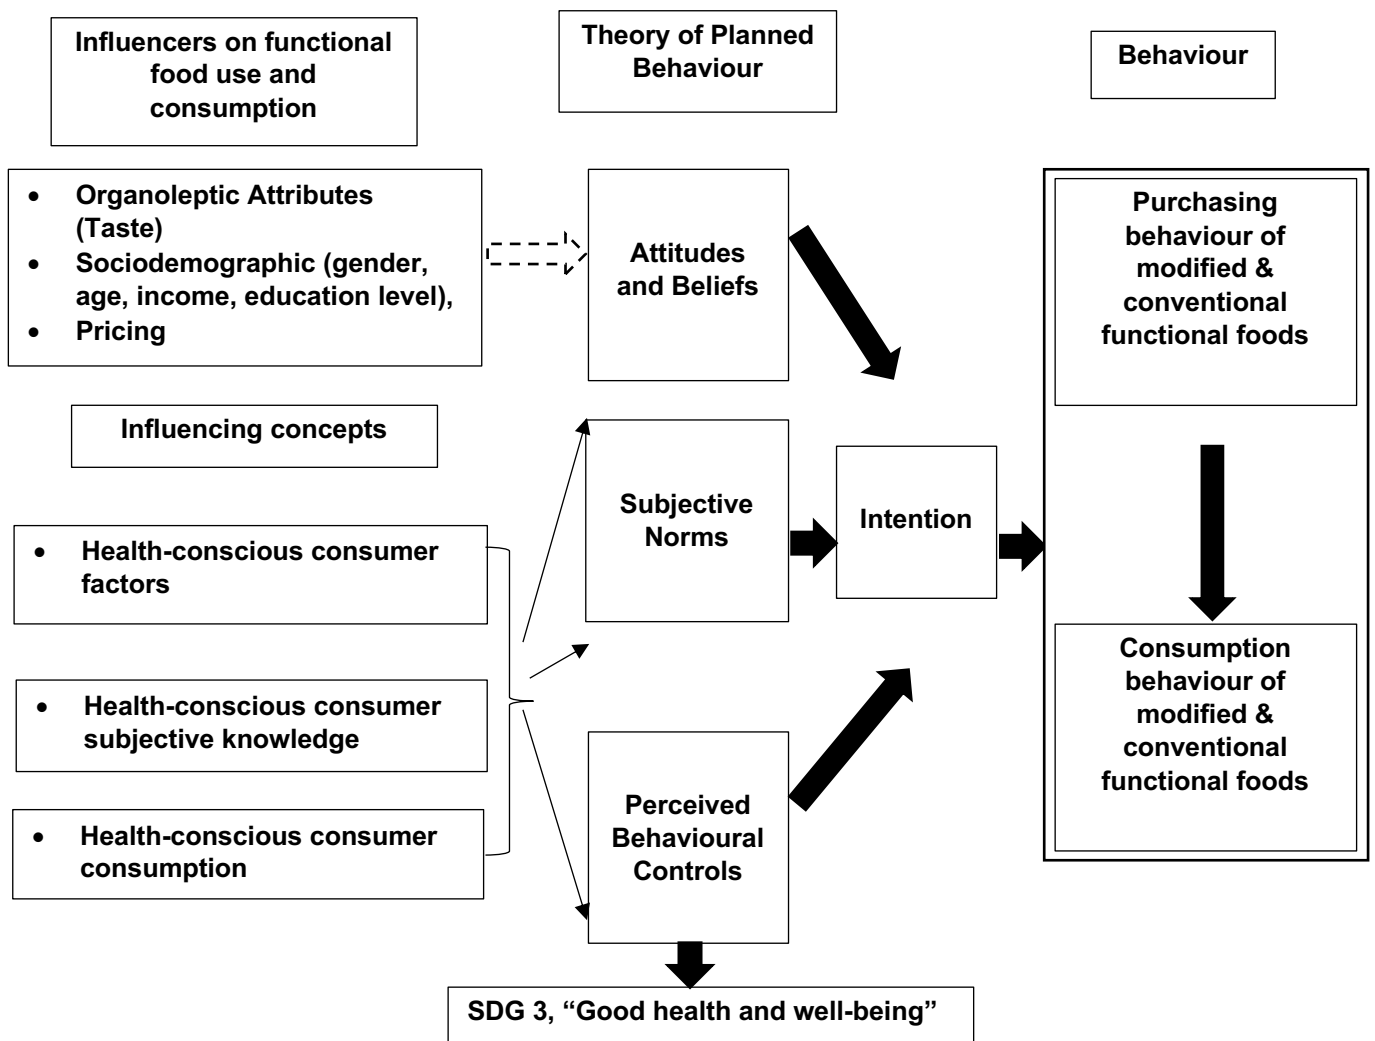 Influencers on functional
food use and
consumption
Theory of Planned
Behaviour
Behaviour
• Organoleptic Attributes
(Taste)
• Sociodemographic (gender,
age, income, education level),
• Pricing
Attitudes
and Beliefs
Purchasing
behaviour of
modified &
conventional
functional foods
Influencing concepts
Subjective
Norms
Intention
• Health-conscious consumer
factors
• Health-conscious consumer
subjective knowledge
• Health-conscious consumer
consumption
Perceived
Behavioural
Controls
Consumption
behaviour of
modified &
conventional
functional foods
SDG 3, “Good health and well-being”